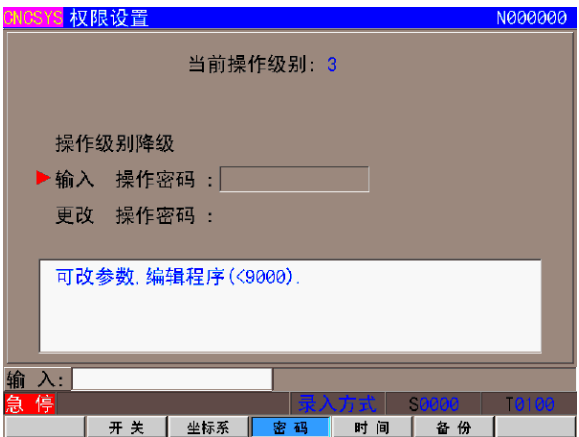 CNCSYS 权限设置 N000000
当前操作级别: 3
操作级别降级
输入 操作密码 :
更改 操作密码 :
可改参数, 编辑程序(<9000).
输 入:
急 停 录入方式 S0000 T0100
开 关 坐标系 密 码 时 间 备 份